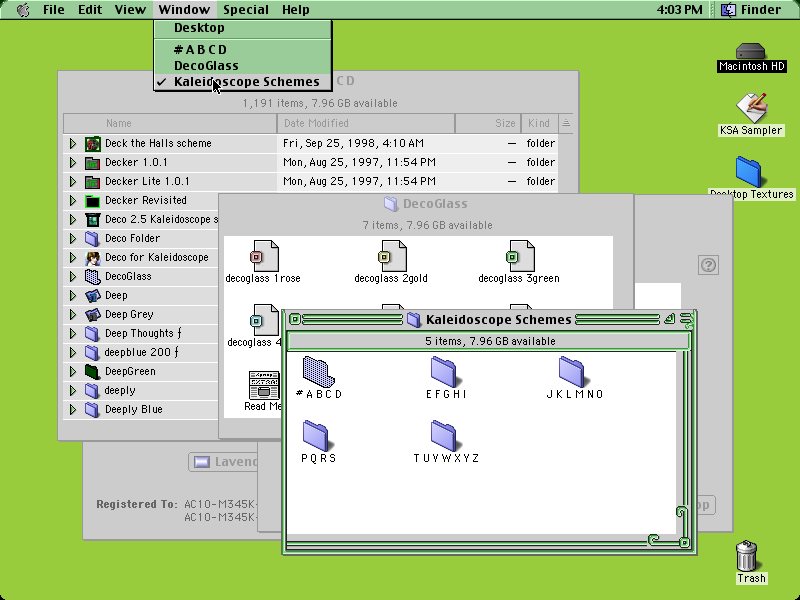 File Edit View Window Special Help 4:03 PM Finder
Desktop
# A B C D
DecoGlass
✓ Kaleidoscope Schemes
C D
1,191 items, 7.96 GB available
Name Date Modified Size Kind
Deck the Halls scheme Fri, Sep 25, 1998, 4:10 AM — folder
Decker 1.0.1 Mon, Aug 25, 1997, 11:54 PM — folder
Decker Lite 1.0.1 Mon, Aug 25, 1997, 11:54 PM — folder
Decker Revisited
Deco 2.5 Kaleidoscope s
Deco Folder
Deco for Kaleidoscope
DecoGlass
Deep
Deep Grey
Deep Thoughts ƒ
deepblue 200 ƒ
DeepGreen
deeply
Deeply Blue
DecoGlass
7 items, 7.96 GB available
decoglass 1rose decoglass 2gold decoglass 3green
decoglass 4
Read Me
Kaleidoscope Schemes
5 items, 7.96 GB available
# A B C D E F G H I J K L M N O
P Q R S T U V W X Y Z
Lavend
Registered To: AC10-M345K-
AC10-M345K-
op
Macintosh HD
KSA Sampler
Desktop Textures
Trash